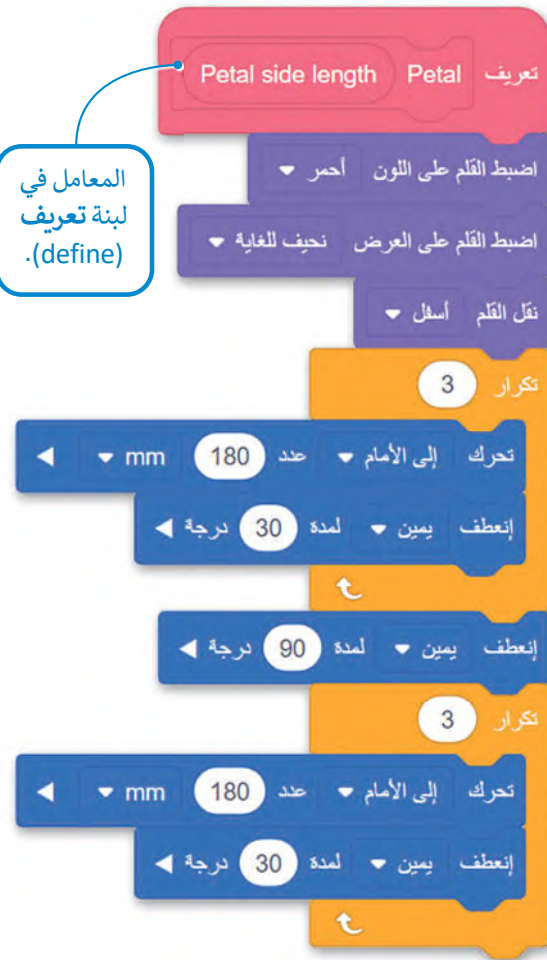 تعريف Petal Petal side length
اضبط القلم على اللون أحمر
اضبط القلم على العرض نحيف للغاية
المعامل في
لبنة تعريف
(define).
نقل القلم أسفل
تكرار 3
تحرك إلى الأمام عدد 180 mm
إنعطف يمين لمدة 30 درجة
إنعطف يمين لمدة 90 درجة
تكرار 3
تحرك إلى الأمام عدد 180 mm
إنعطف يمين لمدة 30 درجة